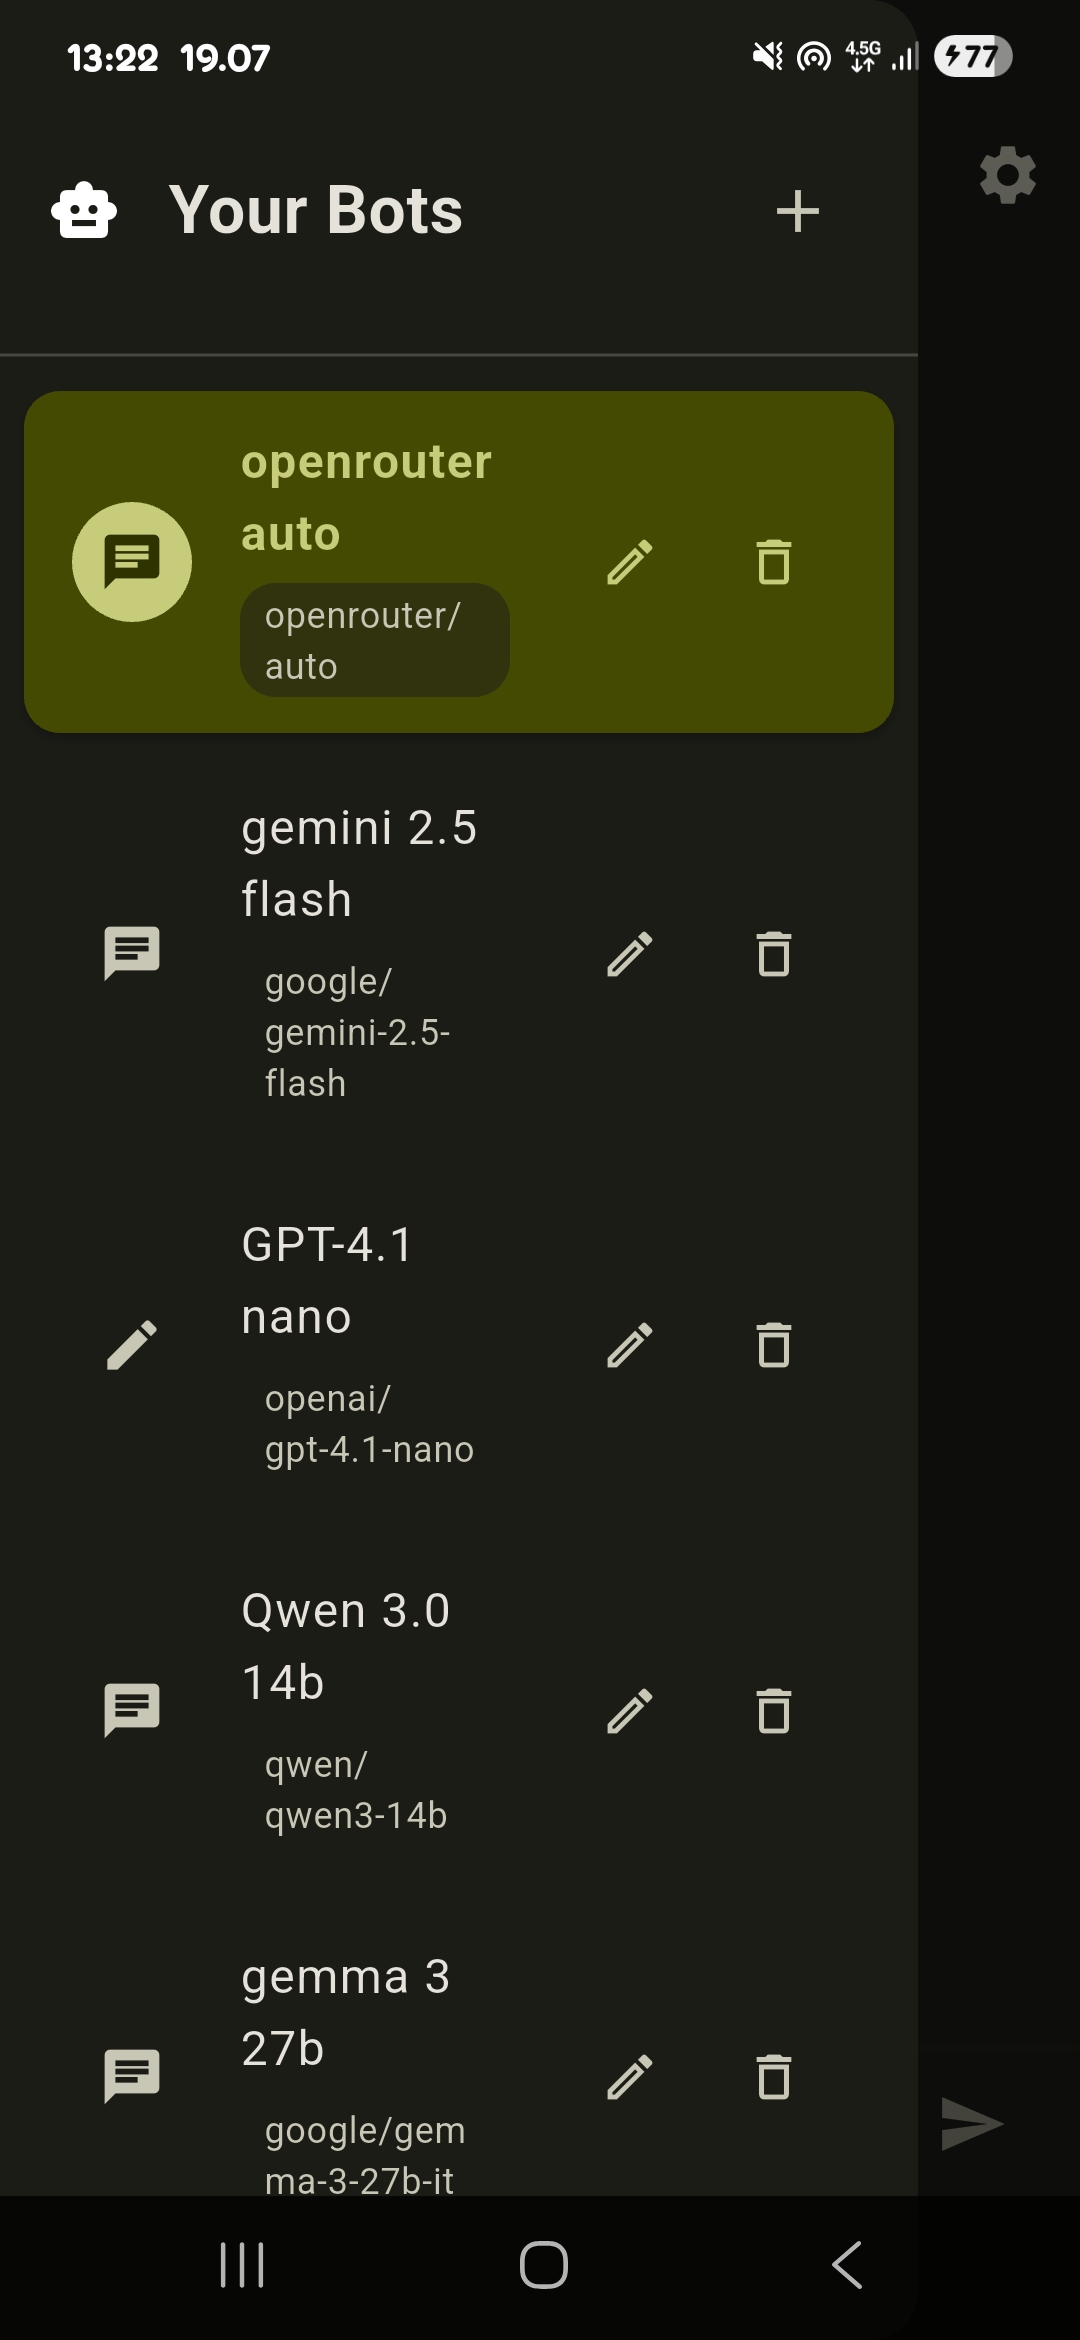 13:22 19.07
4.5G
77
Your Bots
openrouter
auto
openrouter/
auto
gemini 2.5
flash
google/
gemini-2.5-
flash
GPT-4.1
nano
openai/
gpt-4.1-nano
Qwen 3.0
14b
qwen/
qwen3-14b
gemma 3
27b
google/gem
ma-3-27b-it